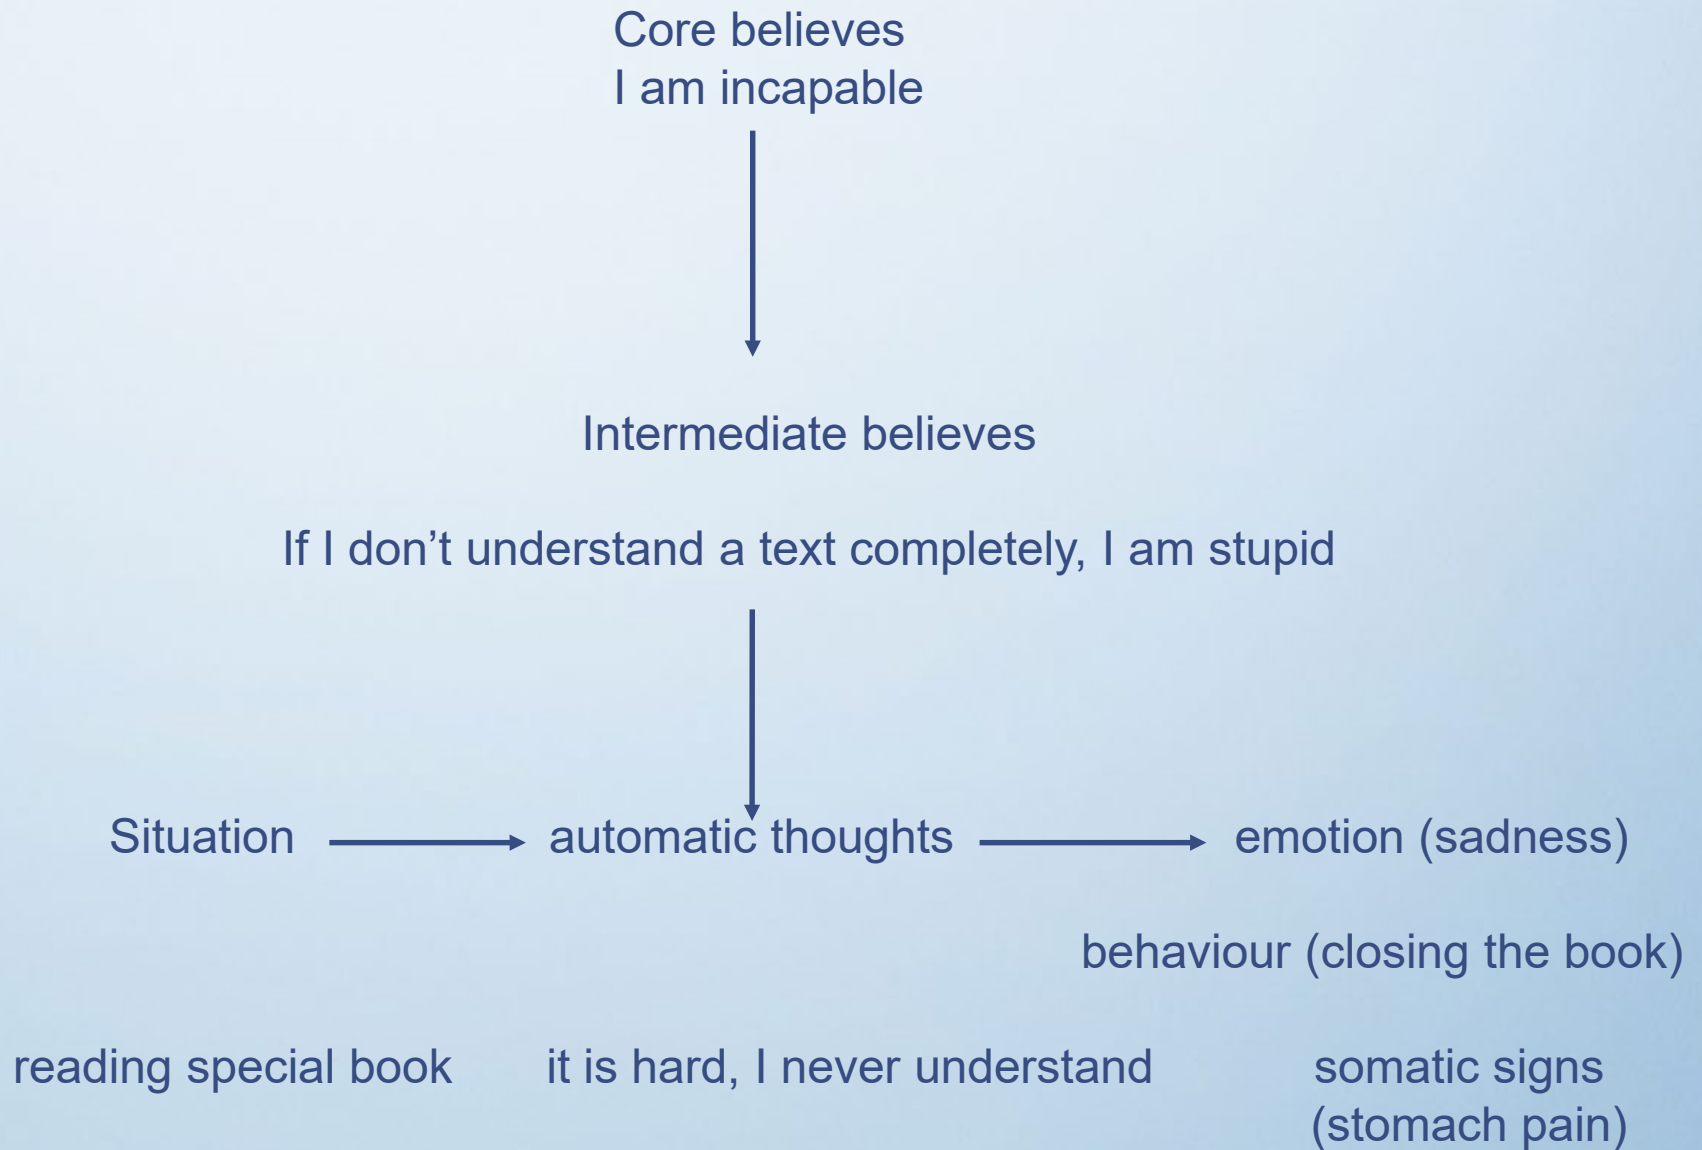 Core believes
I am incapable
Intermediate believes
If I don’t understand a text completely, I am stupid
Situation
automatic thoughts
emotion (sadness)
behaviour (closing the book)
reading special book
it is hard, I never understand
somatic signs
(stomach pain)